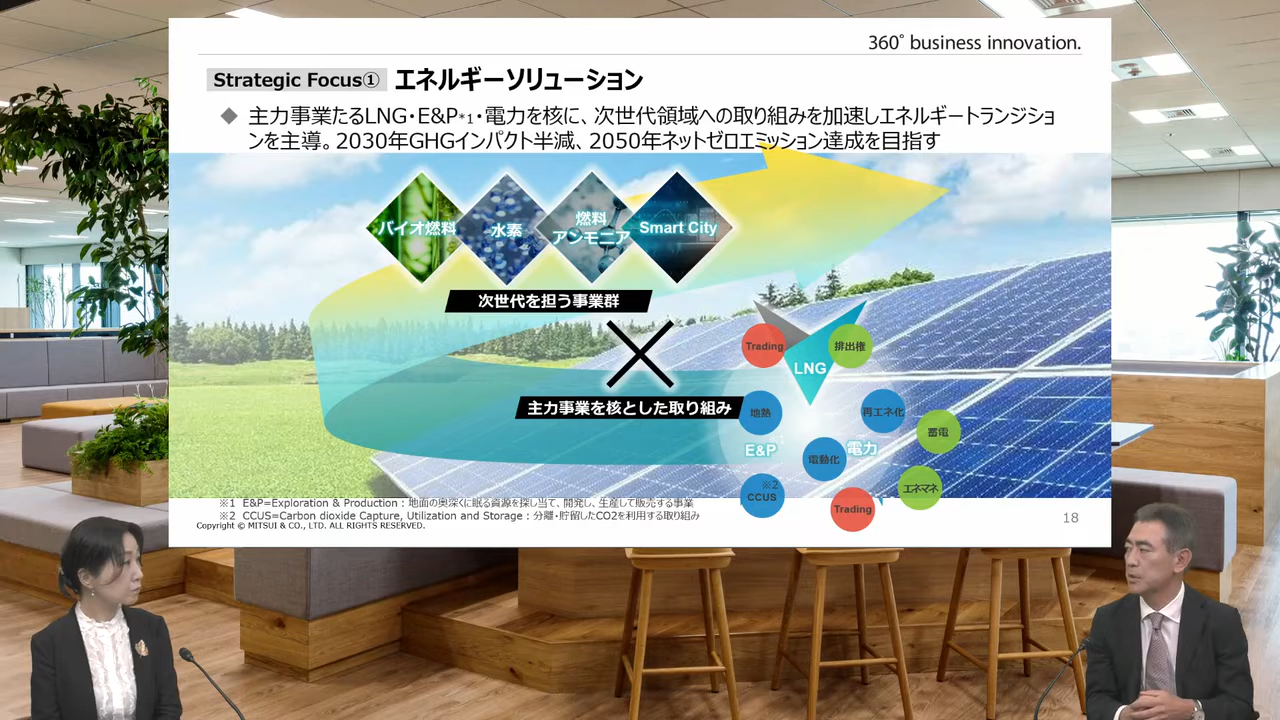 360° business innovation.
Strategic Focus① エネルギーソリューション
◆ 主力事業たるLNG・E&P*1・電力を核に、次世代領域への取り組みを加速しエネルギートランジショ
ンを主導。2030年GHGインパクト半減、2050年ネットゼロエミッション達成を目指す
バイオ燃料
水素
燃料
アンモニア
Smart City
次世代を担う事業群
Trading
排出権
LNG
主力事業を核とした取り組み
地熱
再エネ化
蓄電
E&P
電力
電動化
※2
CCUS
エネマネ
Trading
※1 E&P=Exploration & Production：地面の奥深くに眠る資源を探し当て、開発し、生産して販売する事業
※2 CCUS=Carbon dioxide Capture, Utilization and Storage：分離・貯留したCO2を利用する取り組み
Copyright © MITSUI & CO., LTD. ALL RIGHTS RESERVED.
18